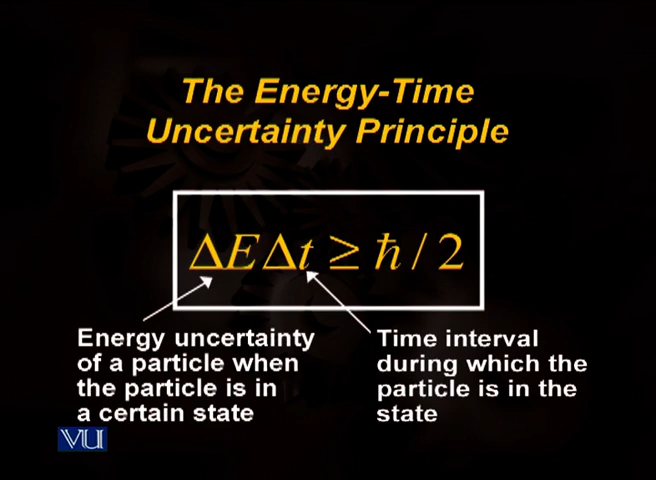 The Energy-Time
Uncertainty Principle
ΔEΔt ≥ ħ / 2
Energy uncertainty
of a particle when
the particle is in
a certain state
Time interval
during which the
particle is in the
state
VU